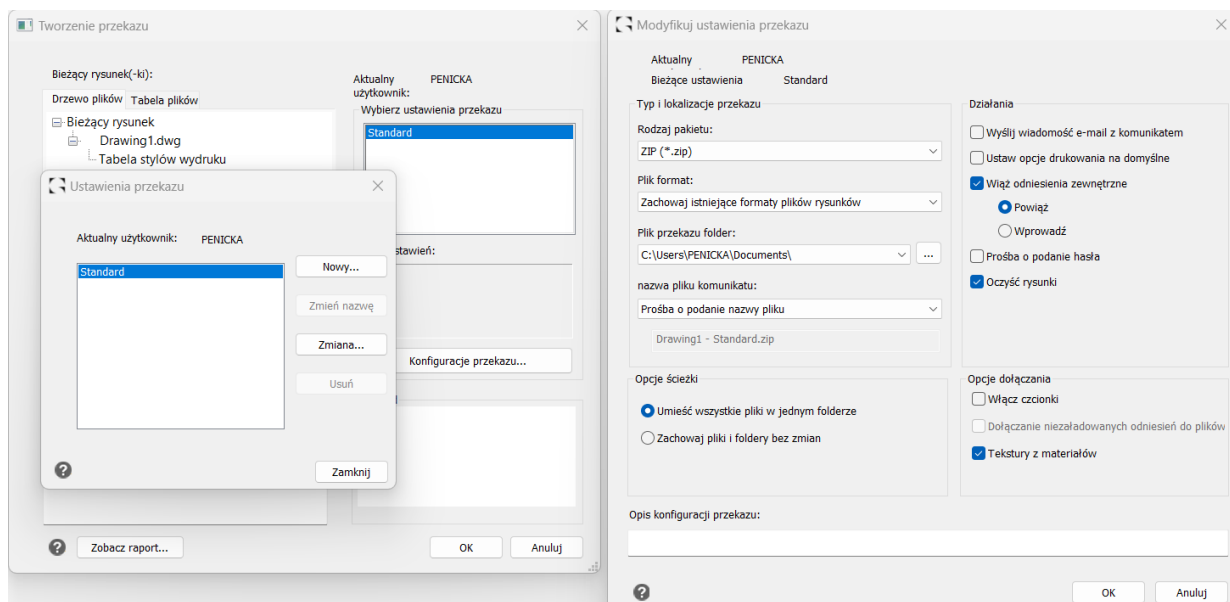 Tworzenie przekazu
Bieżący rysunek(-ki):
Drzewo plików
Tabela plików
Bieżący rysunek
Drawing1.dwg
Tabela stylów wydruku
Aktualny użytkownik:
PENICKA
Wybierz ustawienia przekazu
Standard
stawień:
Konfiguracje przekazu...
Zobacz raport...
OK
Anuluj
Ustawienia przekazu
Aktualny użytkownik:
PENICKA
Standard
Nowy...
Zmień nazwę
Zmiana...
Usuń
Zamknij
Modyfikuj ustawienia przekazu
Aktualny
PENICKA
Bieżące ustawienia
Standard
Typ i lokalizacje przekazu
Rodzaj pakietu:
ZIP (*.zip)
Plik format:
Zachowaj istniejące formaty plików rysunków
Plik przekazu folder:
C:\Users\PENICKA\Documents\
...
nazwa pliku komunikatu:
Prośba o podanie nazwy pliku
Drawing1 - Standard.zip
Działania
Wyślij wiadomość e-mail z komunikatem
Ustaw opcje drukowania na domyślne
Wiąż odniesienia zewnętrzne
Powiąż
Wprowadź
Prośba o podanie hasła
Oczyść rysunki
Opcje ścieżki
Umieść wszystkie pliki w jednym folderze
Zachowaj pliki i foldery bez zmian
Opcje dołączania
Włącz czcionki
Dołączanie niezaładowanych odniesień do plików
Tekstury z materiałów
Opis konfiguracji przekazu:
OK
Anuluj